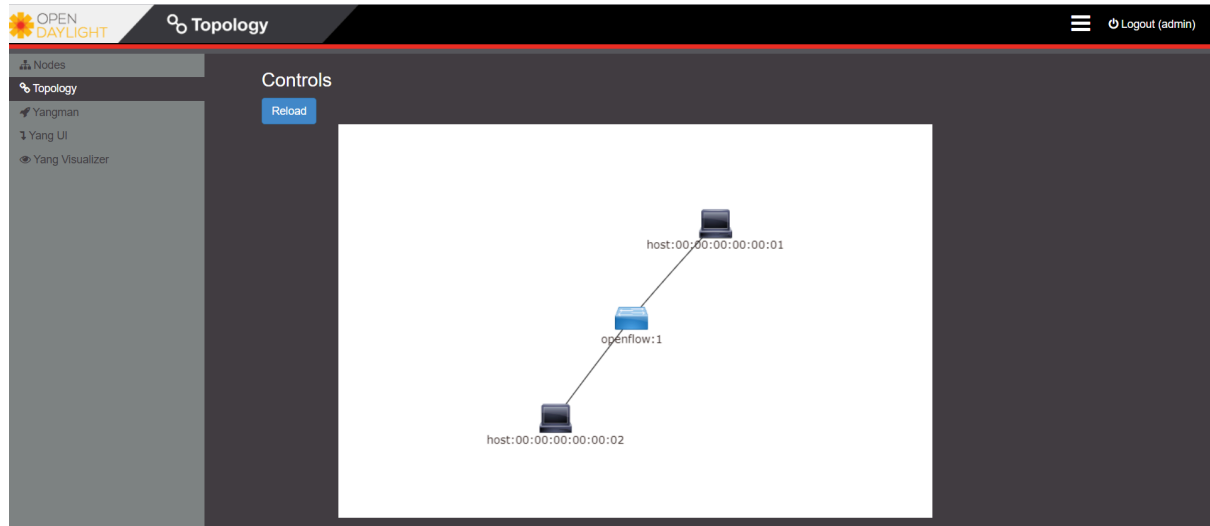 OPEN
DAYLIGHT
Topology
Logout (admin)
Nodes
Topology
Yangman
Yang UI
Yang Visualizer
Controls
Reload
host:00:00:00:00:00:01
openflow:1
host:00:00:00:00:00:02